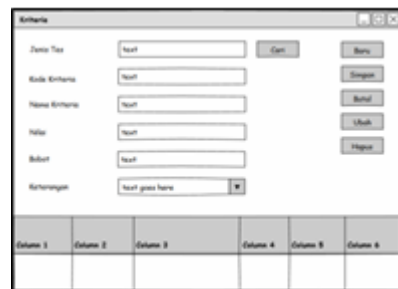 Kriteria
Jenis Tes text Cari Baru
Kode Kriteria text Simpan
Nama Kriteria text Batal
Nilai text Ubah
Bobot text Hapus
Keterangan text goes here
Column 1 Column 2 Column 3 Column 4 Column 5 Column 6